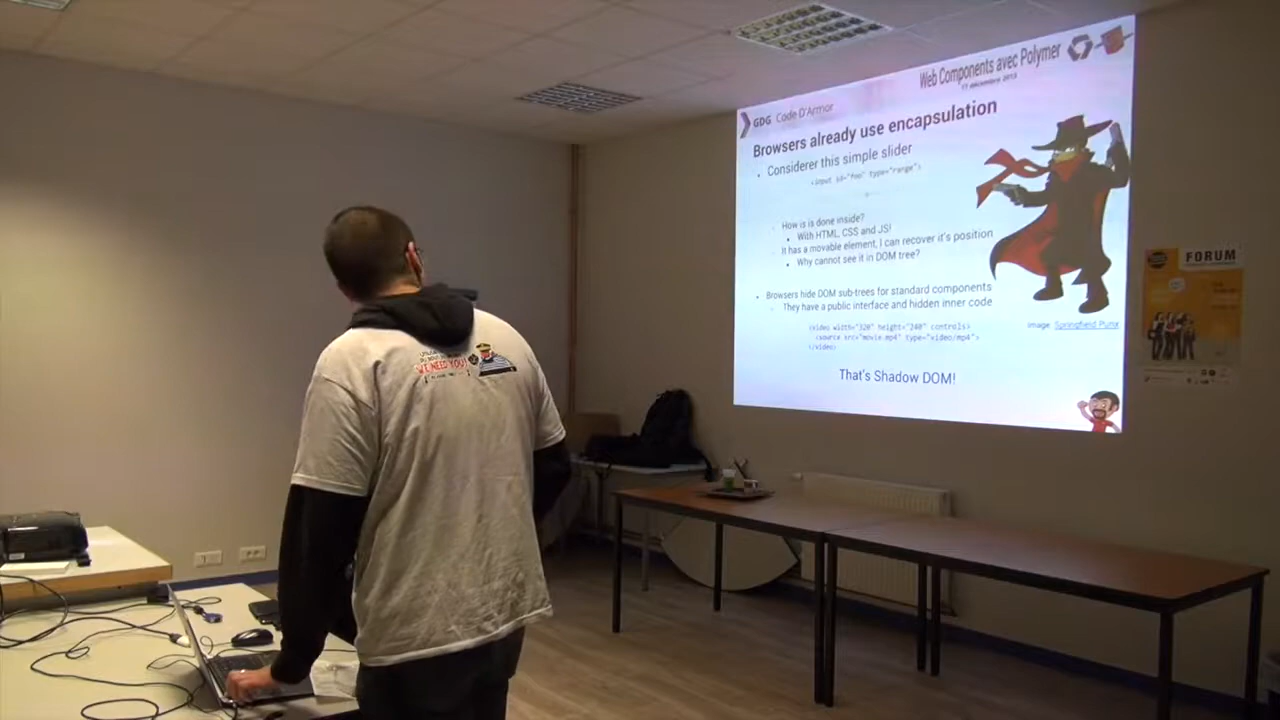 Web Components avec Polymer
17 décembre 2013
GDG Code D'Armor
Browsers already use encapsulation
Considerer this simple slider
<input id="foo" type="range">
How is is done inside?
With HTML, CSS and JS!
It has a movable element, I can recover it's position
Why cannot see it in DOM tree?
Browsers hide DOM sub-trees for standard components
They have a public interface and hidden inner code
<video width="320" height="240" controls>
<source src="movie.mp4" type="video/mp4">
</video>
Image: Springfield Punx
That's Shadow DOM!
FORUM
WE NEED YOU!